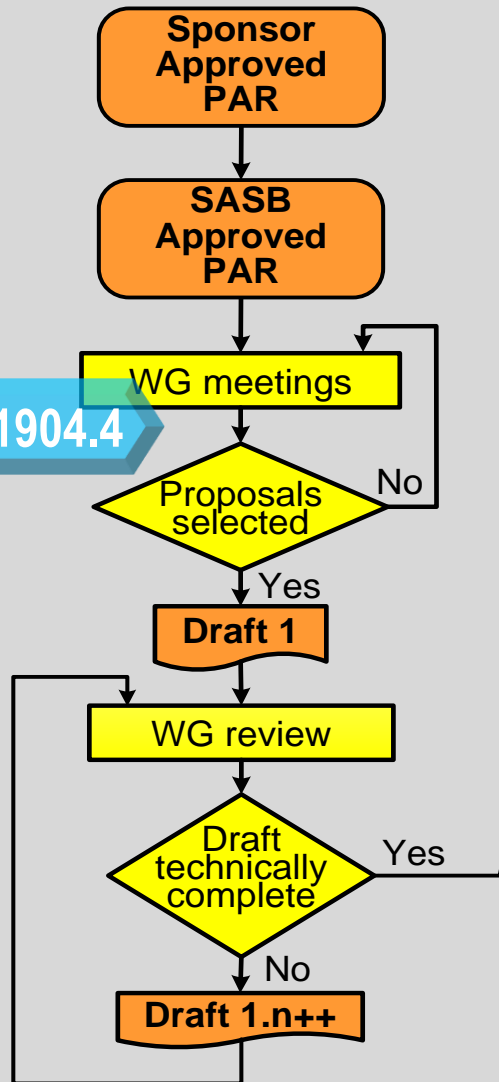 Sponsor
Approved
PAR
SASB
Approved
PAR
WG meetings
1904.4
Proposals
selected
No
Yes
Draft 1
WG review
Draft
technically
complete
Yes
No
Draft 1.n++